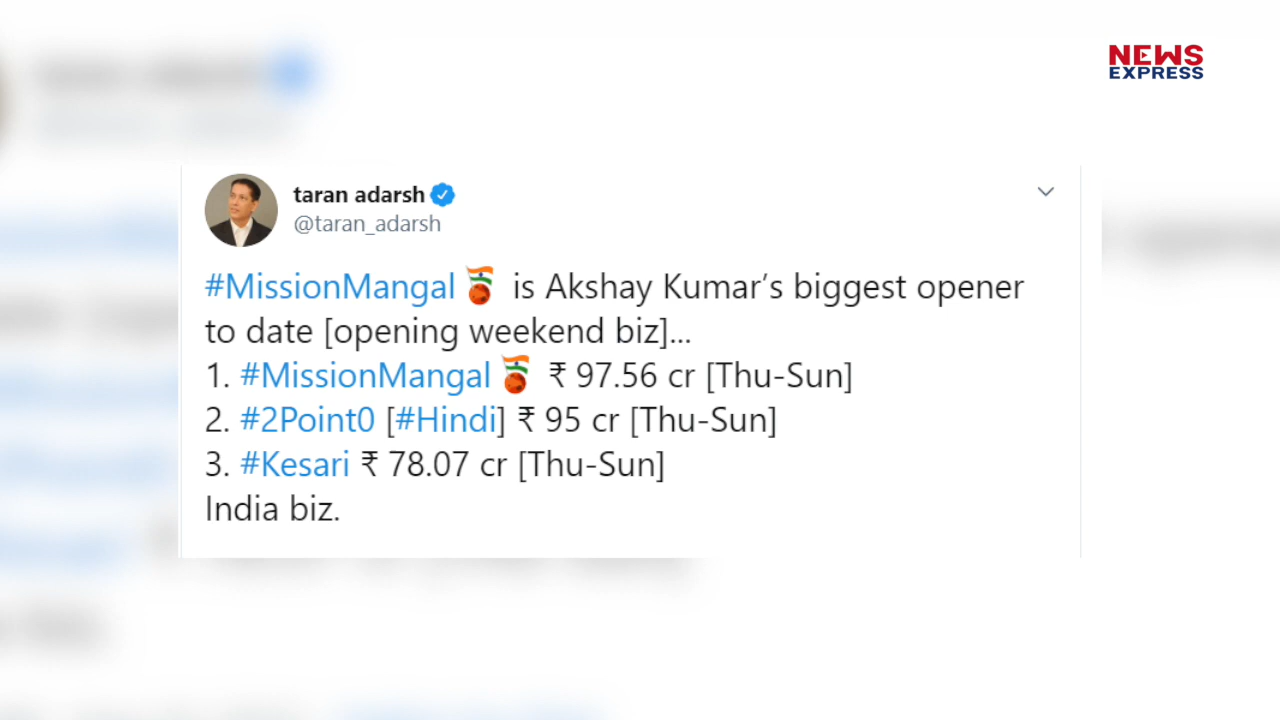 NEWS
EXPRESS
taran adarsh
@taran_adarsh
#MissionMangal is Akshay Kumar’s biggest opener
to date [opening weekend biz]...
1. #MissionMangal ₹ 97.56 cr [Thu-Sun]
2. #2Point0 [#Hindi] ₹ 95 cr [Thu-Sun]
3. #Kesari ₹ 78.07 cr [Thu-Sun]
India biz.